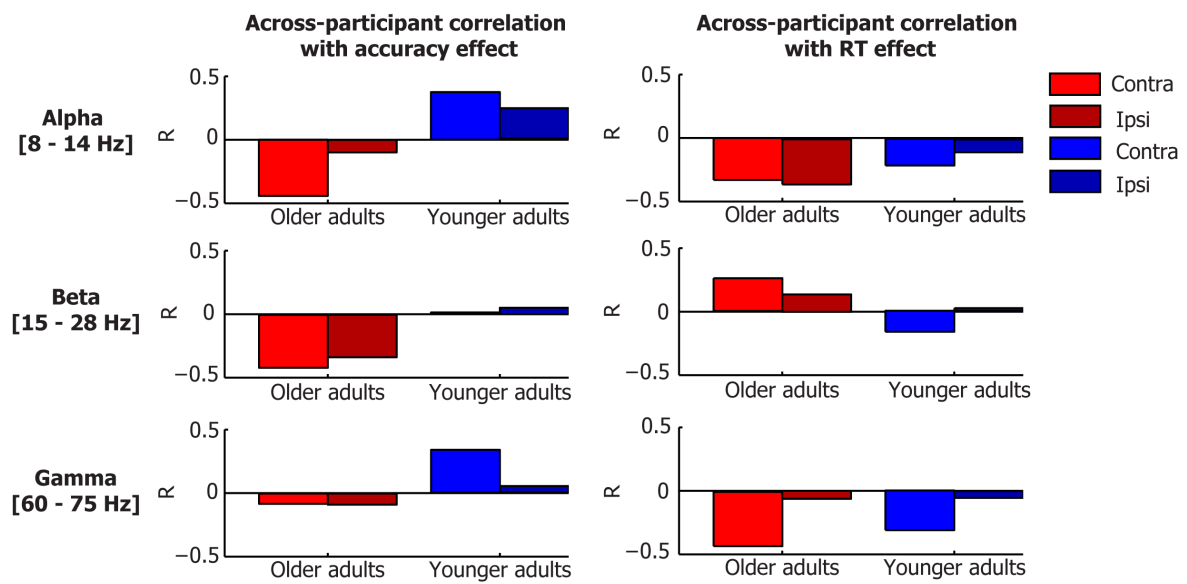 Across-participant correlation
with accuracy effect
Across-participant correlation
with RT effect
Alpha
[8 - 14 Hz]
R
0.5
0
−0.5
Older adults
Younger adults
R
0.5
0
−0.5
Older adults
Younger adults
Contra
Ipsi
Contra
Ipsi
Beta
[15 - 28 Hz]
R
0.5
0
−0.5
Older adults
Younger adults
R
0.5
0
−0.5
Older adults
Younger adults
Gamma
[60 - 75 Hz]
R
0.5
0
−0.5
Older adults
Younger adults
R
0.5
0
−0.5
Older adults
Younger adults